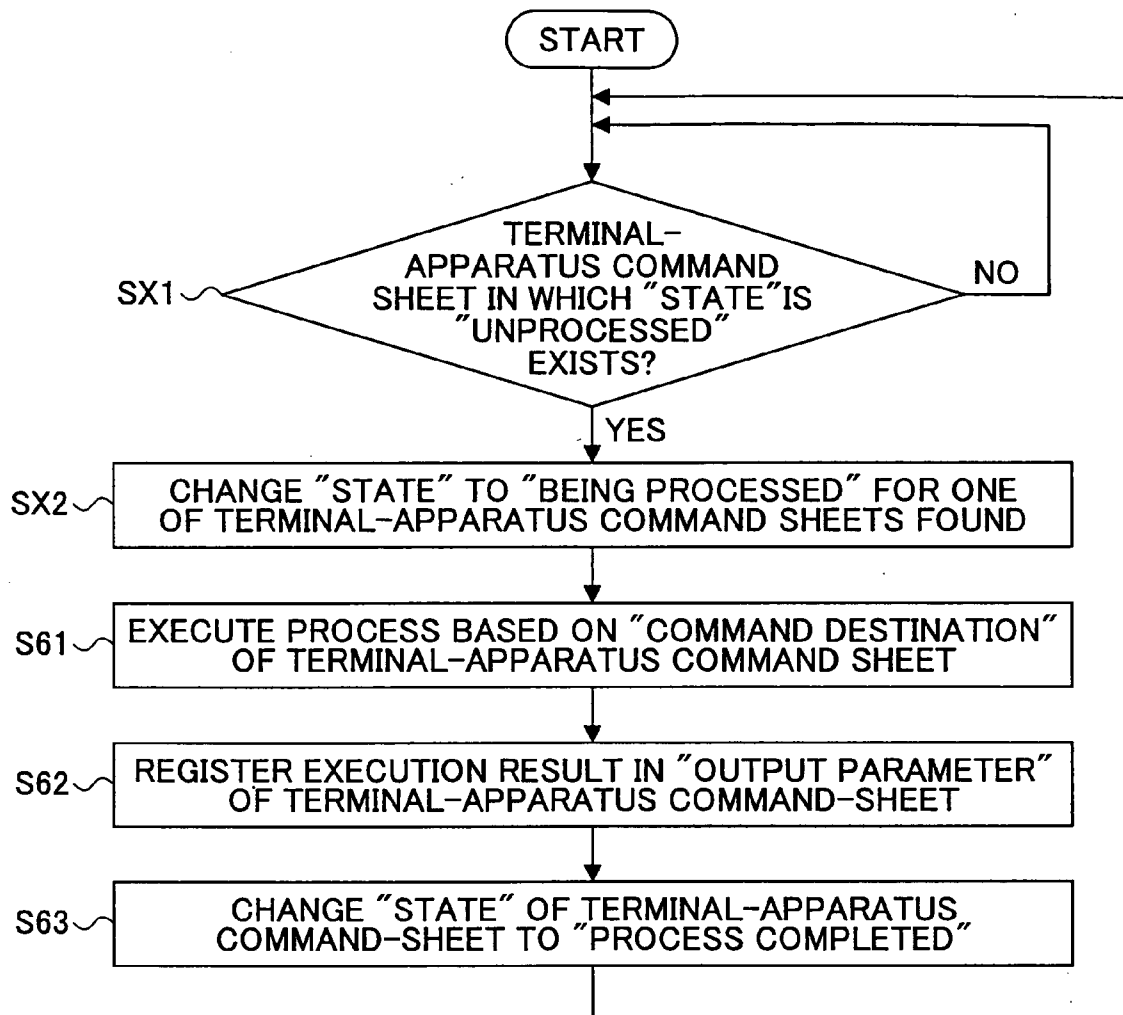 START
TERMINAL-
APPARATUS COMMAND
SHEET IN WHICH "STATE"IS
"UNPROCESSED"
EXISTS?
SX1
NO
YES
SX2
CHANGE "STATE" TO "BEING PROCESSED" FOR ONE
OF TERMINAL-APPARATUS COMMAND SHEETS FOUND
S61
EXECUTE PROCESS BASED ON "COMMAND DESTINATION"
OF TERMINAL-APPARATUS COMMAND SHEET
S62
REGISTER EXECUTION RESULT IN "OUTPUT PARAMETER"
OF TERMINAL-APPARATUS COMMAND-SHEET
S63
CHANGE "STATE" OF TERMINAL-APPARATUS
COMMAND-SHEET TO "PROCESS COMPLETED"